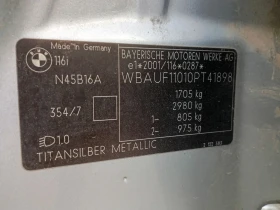 Made in Germany
BAYERISCHE MOTOREN WERKE AG
116i
e1*2001/116*0287*
N45B16A
WBAUF11010PT41898
1705 kg
354/7
2980 kg
1- 805 kg
1.0
2- 975 kg
TITANSILBER METALLIC